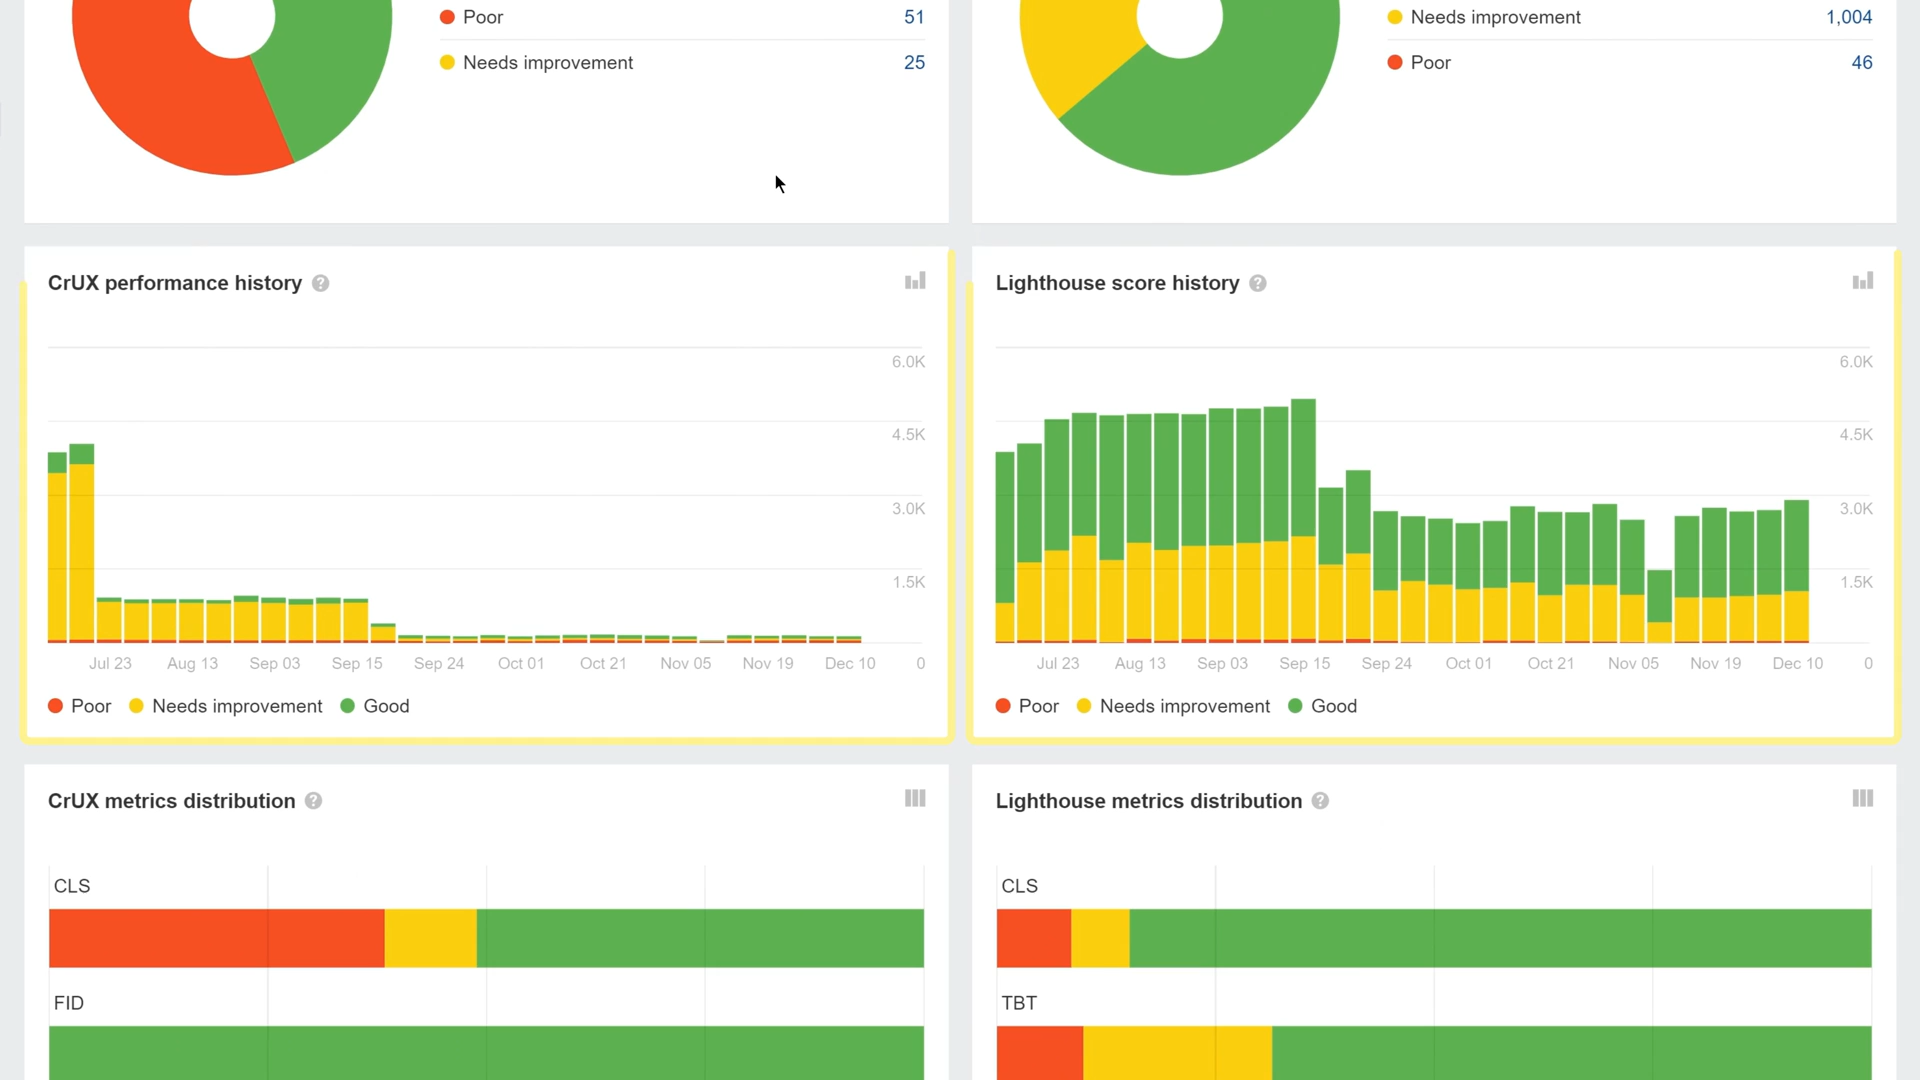 Poor 51
Needs improvement 25
Needs improvement 1,004
Poor 46
CrUX performance history ?
6.0K
4.5K
3.0K
1.5K
Jul 23 Aug 13 Sep 03 Sep 15 Sep 24 Oct 01 Oct 21 Nov 05 Nov 19 Dec 10 0
Poor Needs improvement Good
Lighthouse score history ?
6.0K
4.5K
3.0K
1.5K
Jul 23 Aug 13 Sep 03 Sep 15 Sep 24 Oct 01 Oct 21 Nov 05 Nov 19 Dec 10 0
Poor Needs improvement Good
CrUX metrics distribution ?
CLS
FID
Lighthouse metrics distribution ?
CLS
TBT